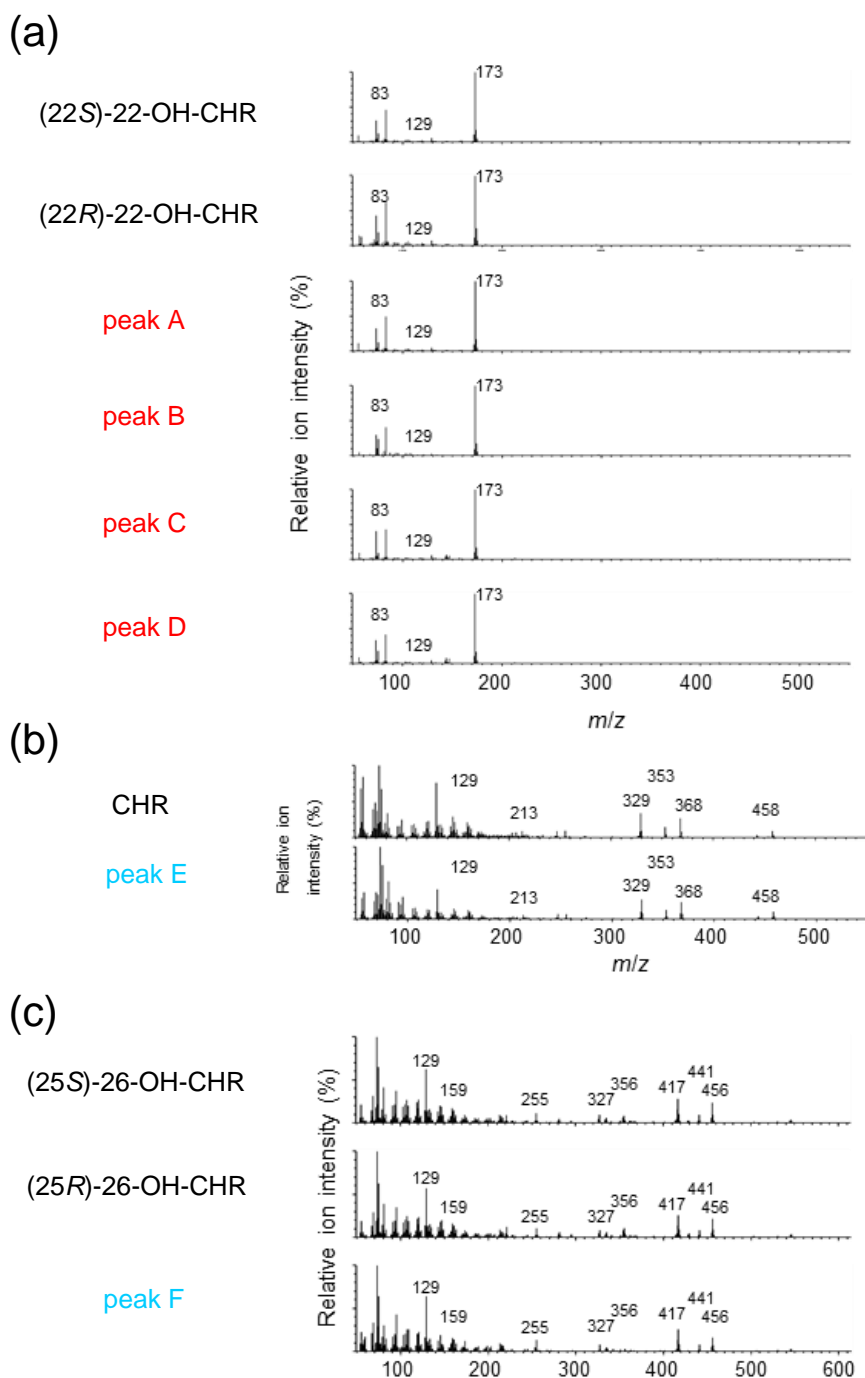 (a)
(22S)-22-OH-CHR
173
83
129
(22R)-22-OH-CHR
173
83
129
peak A
173
83
129
peak B
173
83
129
peak C
173
83
129
peak D
173
83
129
Relative ion intensity (%)
100 200 300 400 500
m/z
(b)
CHR
129
213
329
353
368
458
peak E
129
213
329
353
368
458
Relative ion
intensity (%)
100 200 300 400 500
m/z
(c)
(25S)-26-OH-CHR
129
159
255
327
356
417
441
456
(25R)-26-OH-CHR
129
159
255
327
356
417
441
456
peak F
129
159
255
327
356
417
441
456
Relative ion intensity (%)
100 200 300 400 500 600